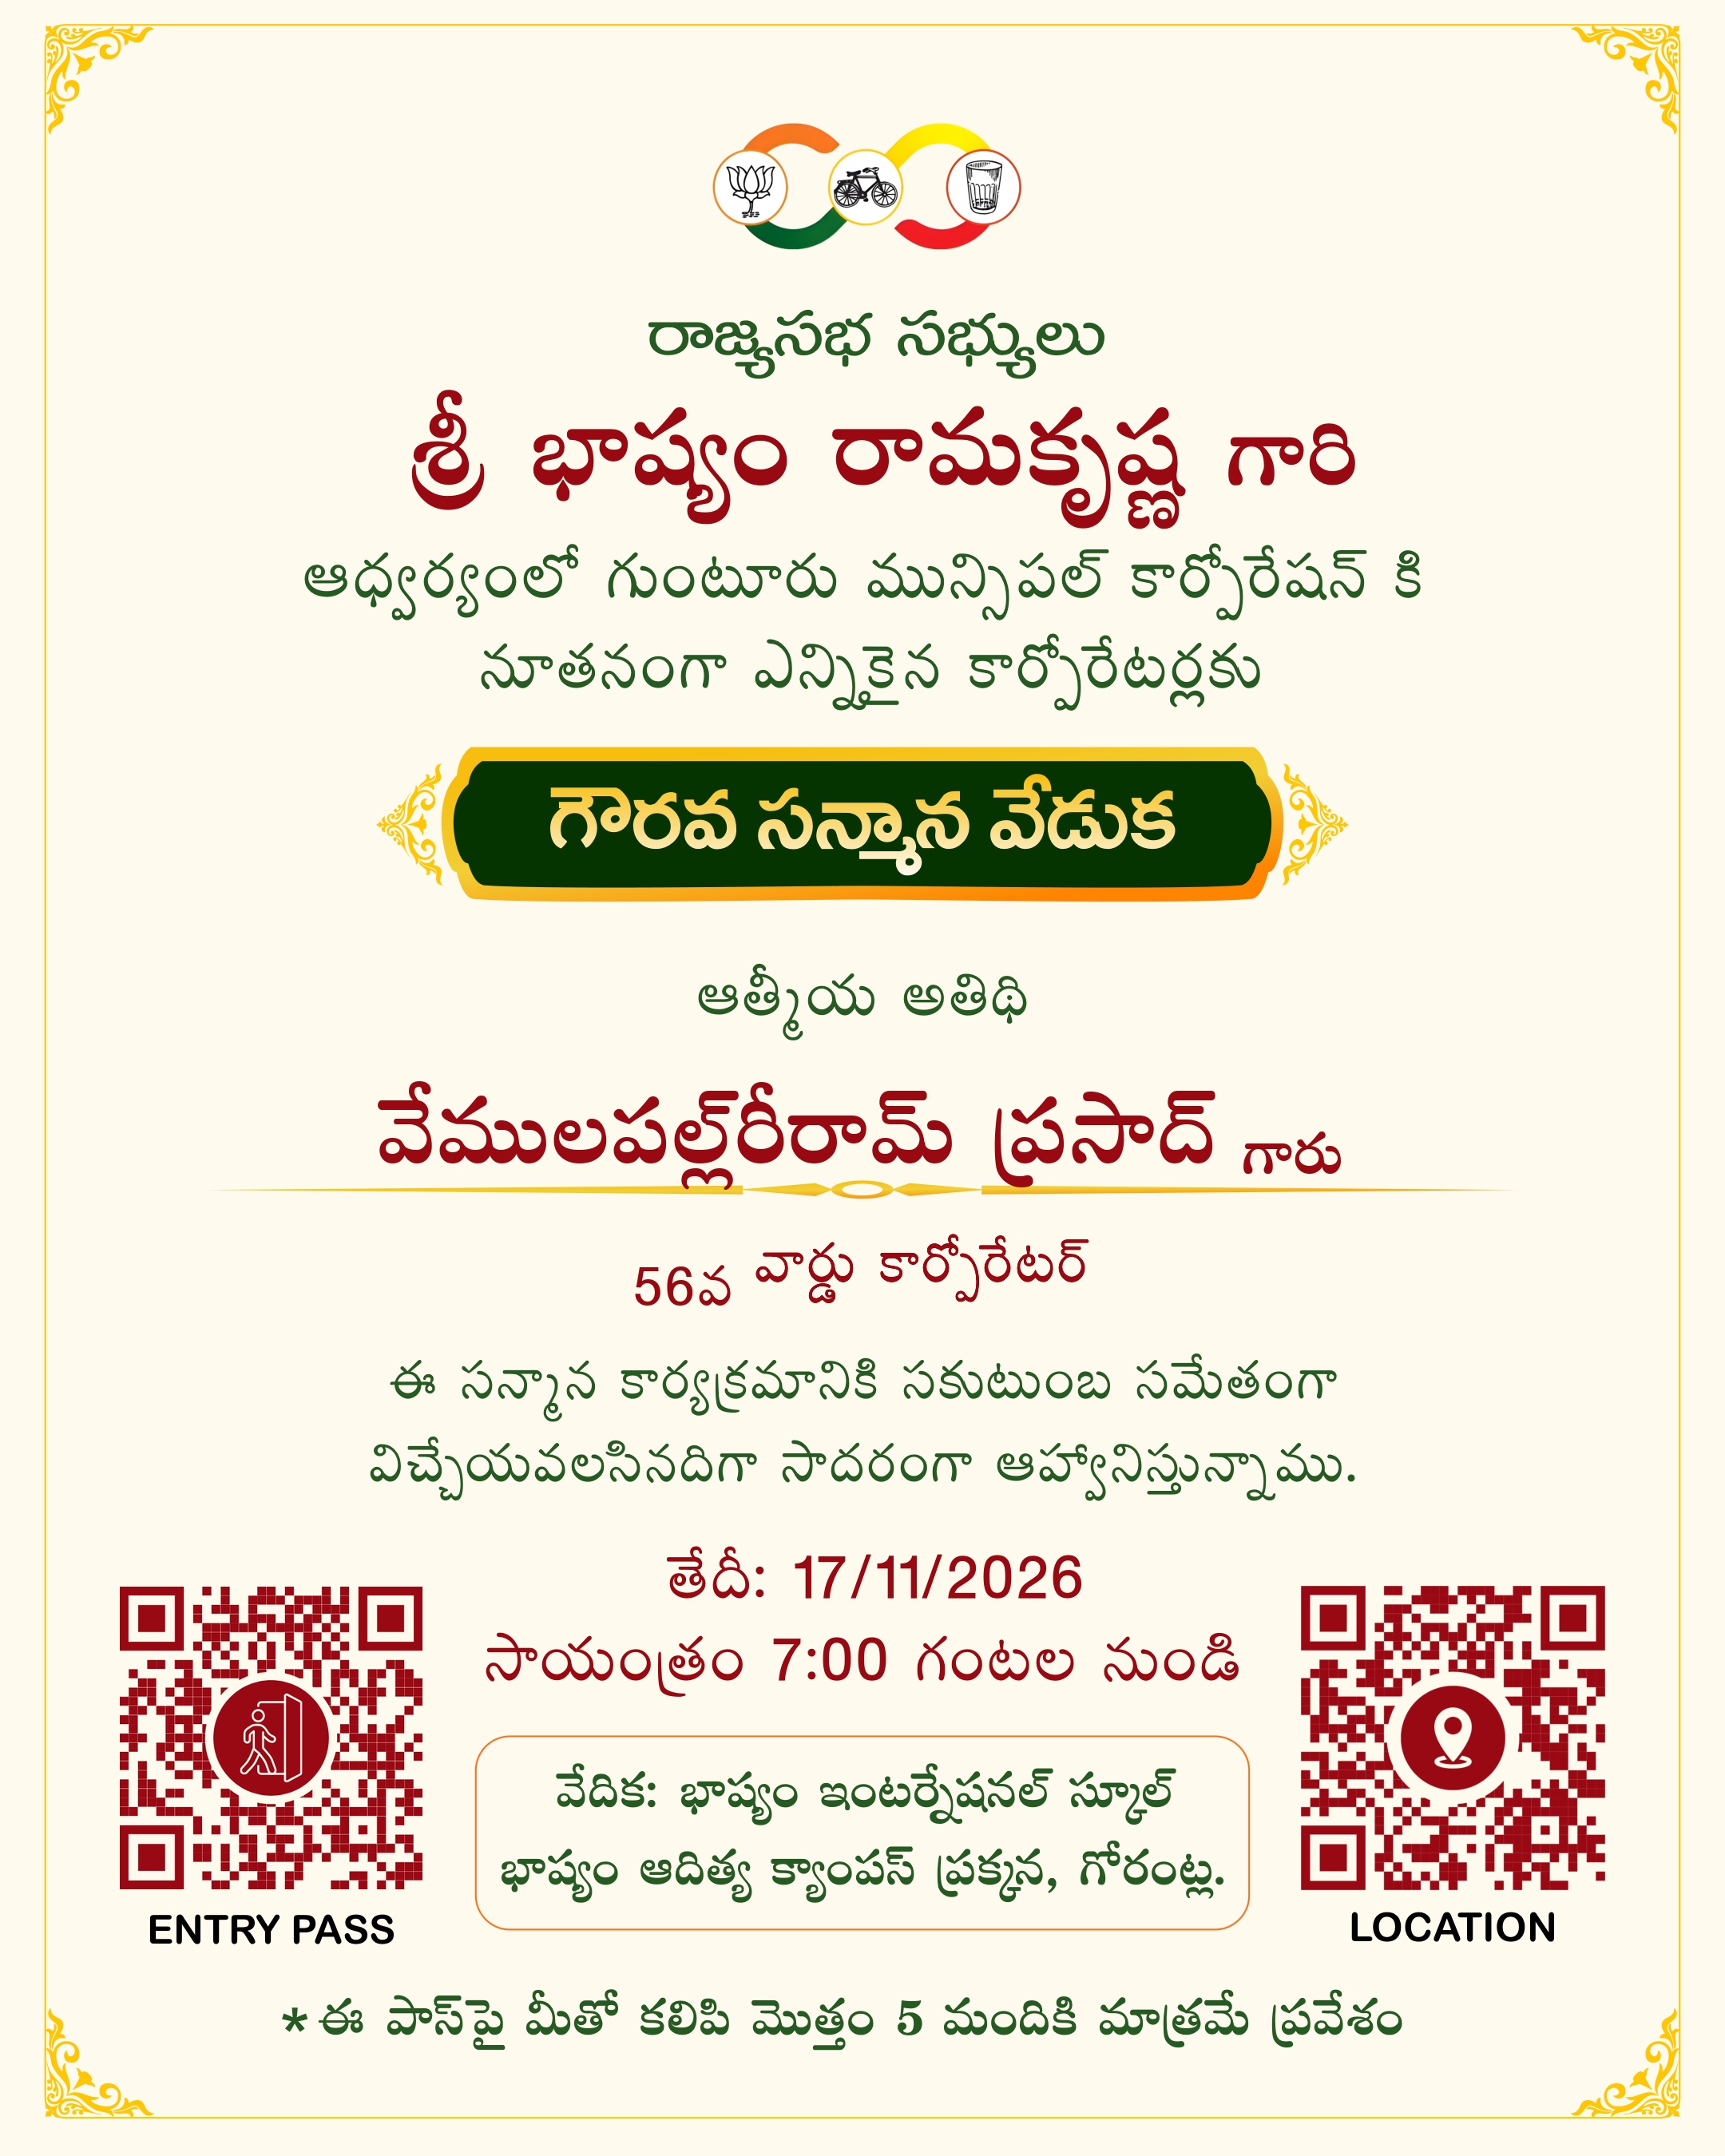 రాజ్యసభ సభ్యులు
శ్రీ భాష్యం రామకృష్ణ గారి
ఆధ్వర్యంలో గుంటూరు మున్సిపల్ కార్పోరేషన్ కి
నూతనంగా ఎన్నికైన కార్పోరేటర్లకు
గౌరవ సన్మాన వేడుక
ఆత్మీయ అతిథి
వేములపల్ల్‌రీరామ్ ప్రసాద్ గారు
56వ వార్డు కార్పోరేటర్
ఈ సన్మాన కార్యక్రమానికి సకుటుంబ సమేతంగా
విచ్చేయవలసినదిగా సాదరంగా ఆహ్వానిస్తున్నాము.
తేదీ: 17/11/2026
సాయంత్రం 7:00 గంటల నుండి
వేదిక: భాష్యం ఇంటర్నేషనల్ స్కూల్
భాష్యం ఆదిత్య క్యాంపస్ ప్రక్కన, గోరంట్ల.
ENTRY PASS
LOCATION
*ఈ పాస్‌పై మీతో కలిపి మొత్తం 5 మందికి మాత్రమే ప్రవేశం